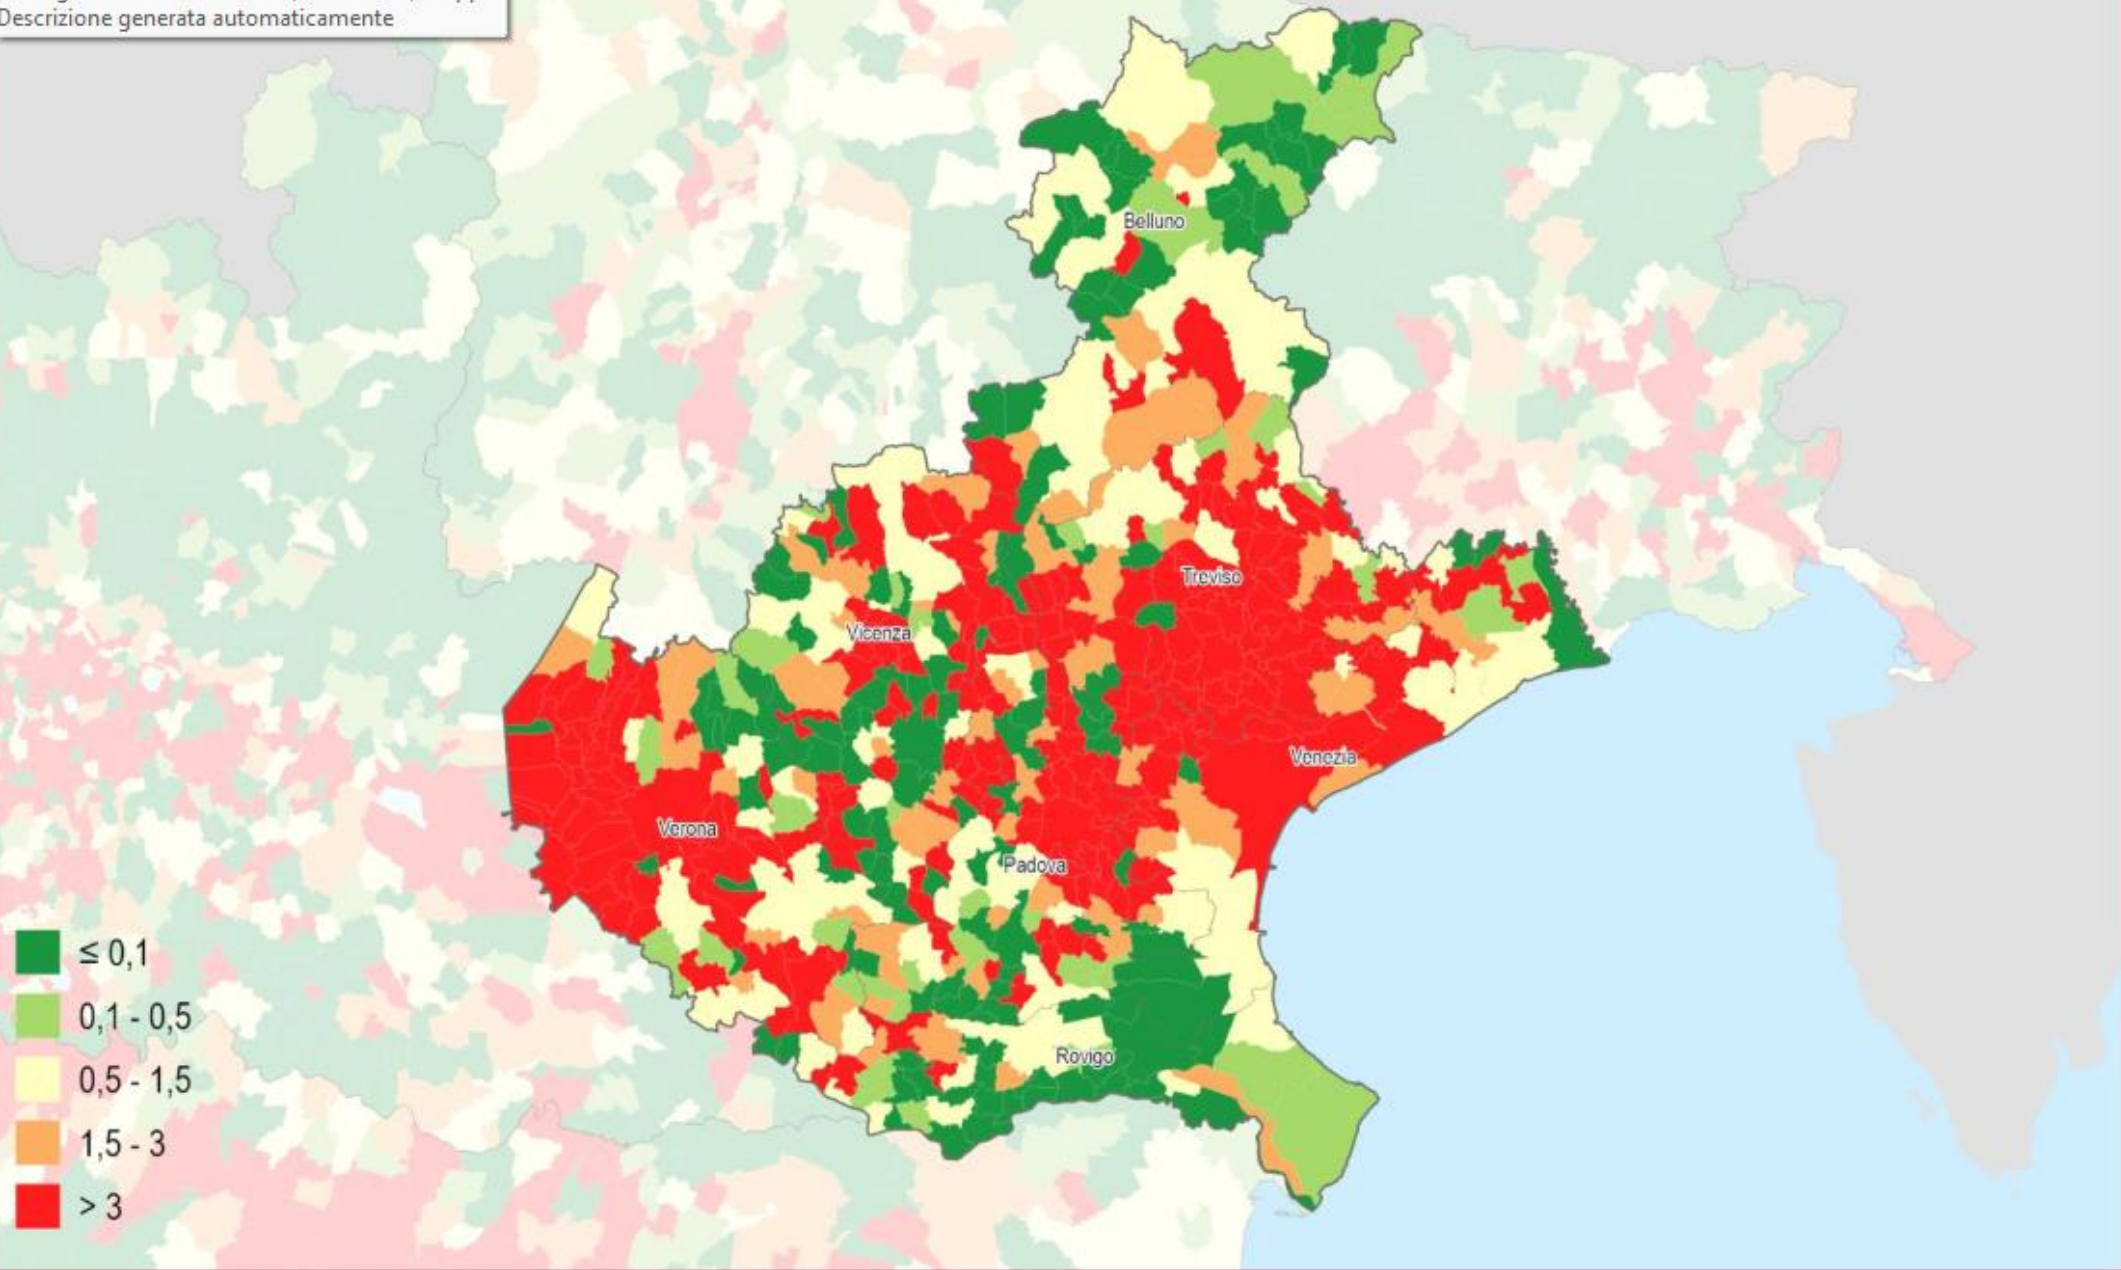 Descrizione generata automaticamente
Belluno
Treviso
Vicenza
Venezia
Verona
Padova
Rovigo
≤ 0,1
0,1 - 0,5
0,5 - 1,5
1,5 - 3
> 3